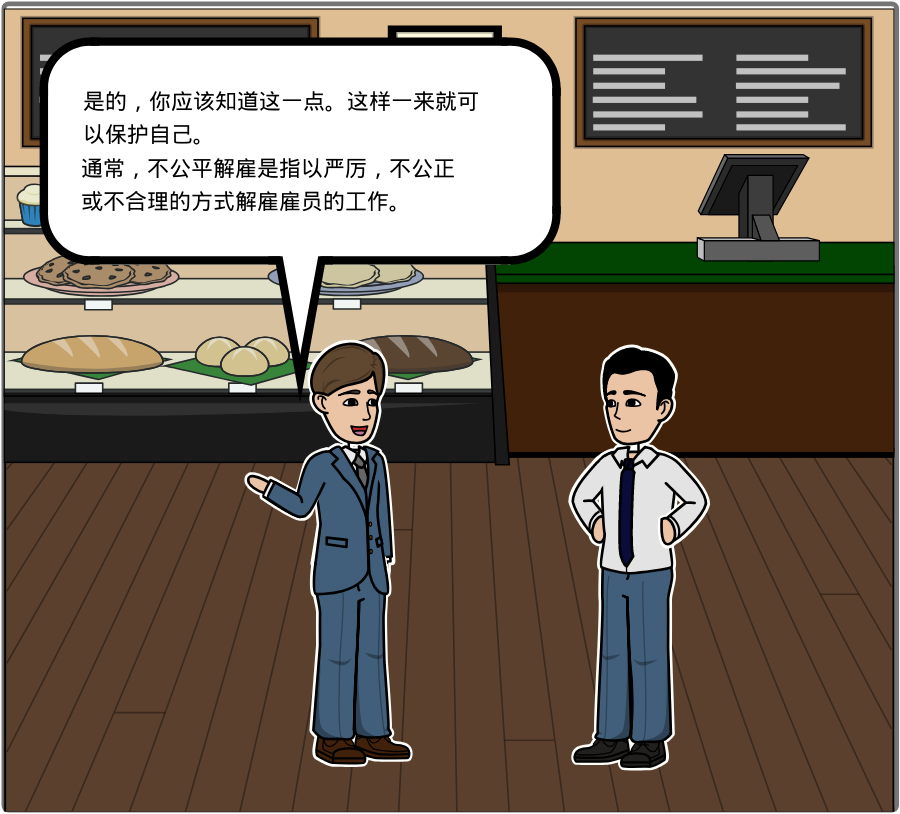 是的，你应该知道这一点。这样一来就可
以保护自己。
通常，不公平解雇是指以严厉，不公正
或不合理的方式解雇雇员的工作。